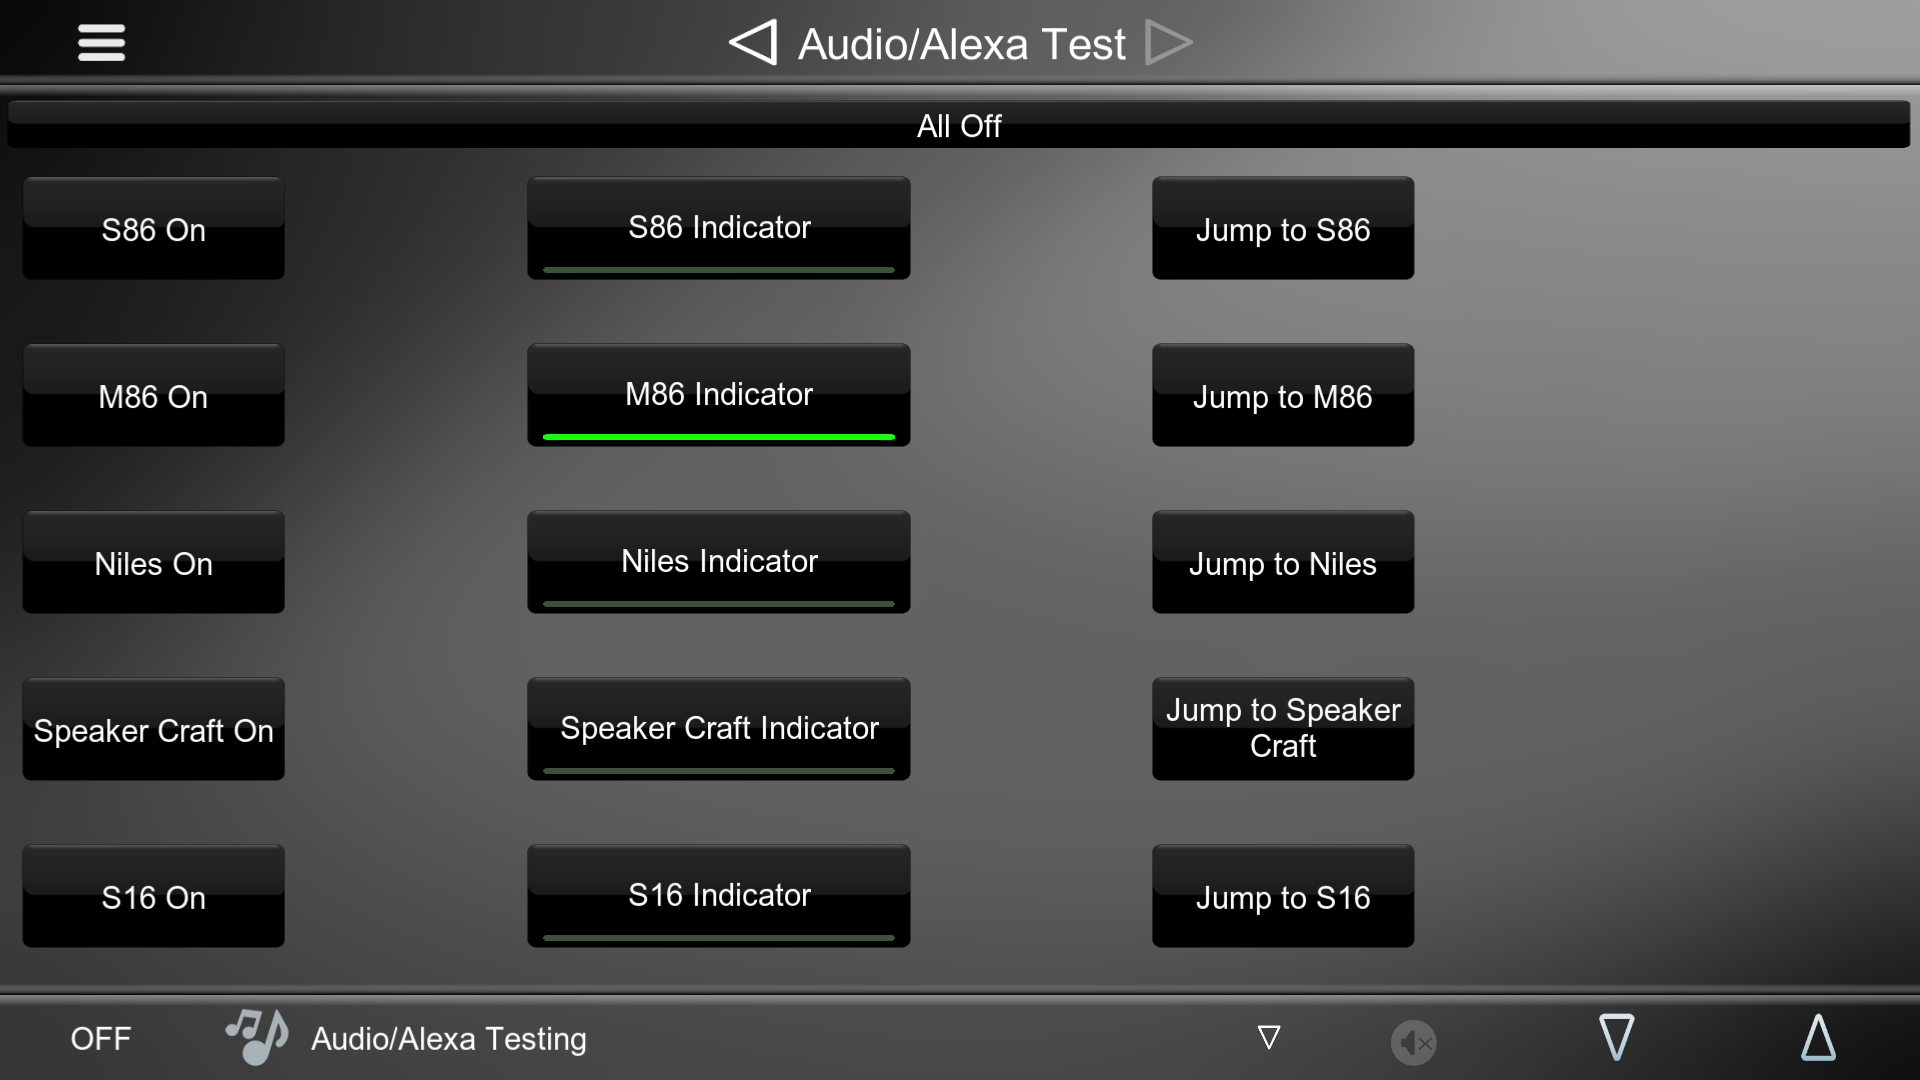 Audio/Alexa Test
All Off
S86 On
S86 Indicator
Jump to S86
M86 On
M86 Indicator
Jump to M86
Niles On
Niles Indicator
Jump to Niles
Speaker Craft On
Speaker Craft Indicator
Jump to Speaker
Craft
S16 On
S16 Indicator
Jump to S16
OFF
Audio/Alexa Testing